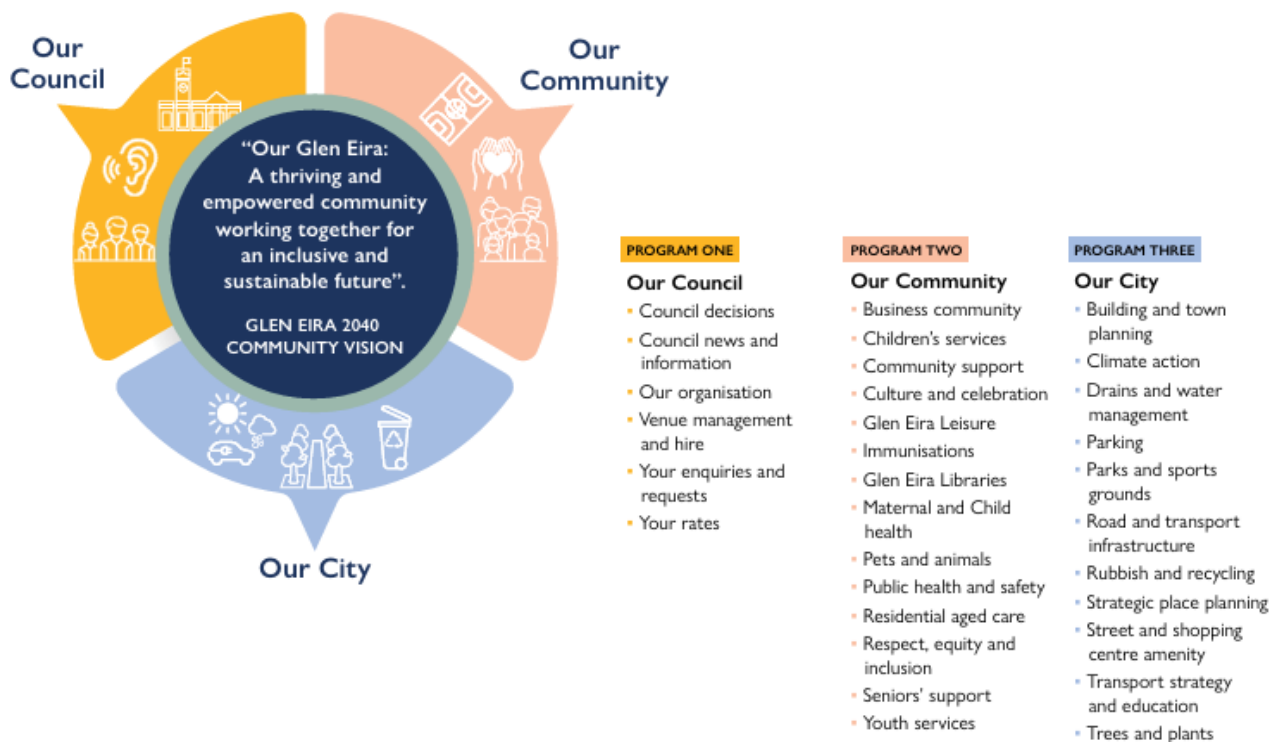 Our
Council
Our
Community
“Our Glen Eira:
A thriving and
empowered community
working together for
an inclusive and
sustainable future”.
GLEN EIRA 2040
COMMUNITY VISION
Our City
PROGRAM ONE
Our Council
▪ Council decisions
▪ Council news and
information
▪ Our organisation
▪ Venue management
and hire
▪ Your enquiries and
requests
▪ Your rates
PROGRAM TWO
Our Community
▪ Business community
▪ Children’s services
▪ Community support
▪ Culture and celebration
▪ Glen Eira Leisure
▪ Immunisations
▪ Glen Eira Libraries
▪ Maternal and Child
health
▪ Pets and animals
▪ Public health and safety
▪ Residential aged care
▪ Respect, equity and
inclusion
▪ Seniors’ support
▪ Youth services
PROGRAM THREE
Our City
▪ Building and town
planning
▪ Climate action
▪ Drains and water
management
▪ Parking
▪ Parks and sports
grounds
▪ Road and transport
infrastructure
▪ Rubbish and recycling
▪ Strategic place planning
▪ Street and shopping
centre amenity
▪ Transport strategy
and education
▪ Trees and plants